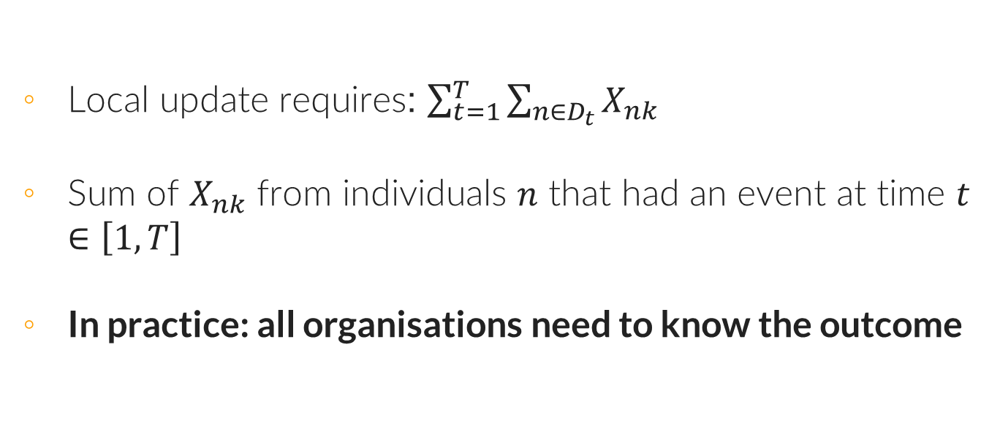 ◦ Local update requires: $\sum_{t=1}^{T} \sum_{n \in D_t} X_{nk}$
◦ Sum of $X_{nk}$ from individuals $n$ that had an event at time $t$
$\in [1, T]$
◦ In practice: all organisations need to know the outcome